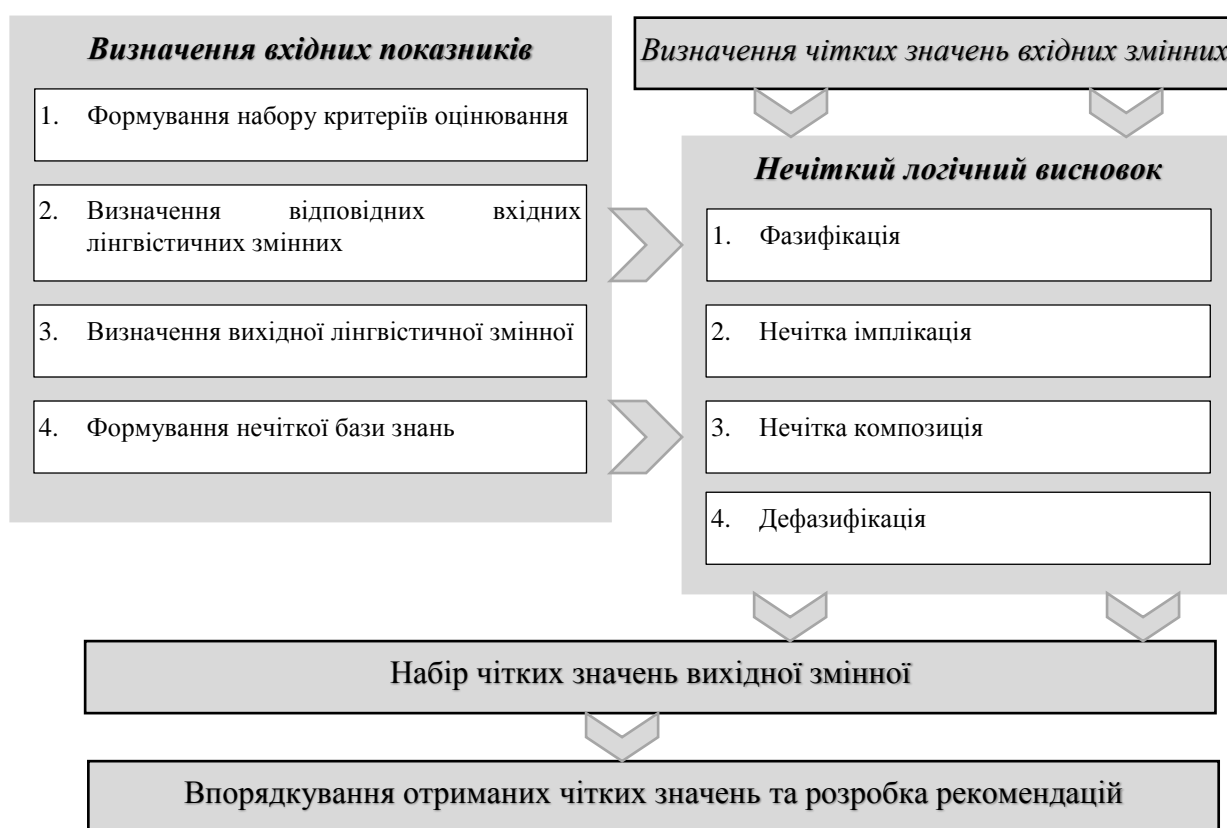 Визначення вхідних показників
1. Формування набору критеріїв оцінювання
2. Визначення відповідних вхідних
лінгвістичних змінних
3. Визначення вихідної лінгвістичної змінної
4. Формування нечіткої бази знань
Визначення чітких значень вхідних змінних
Нечіткий логічний висновок
1. Фазифікація
2. Нечітка імплікація
3. Нечітка композиція
4. Дефазифікація
Набір чітких значень вихідної змінної
Впорядкування отриманих чітких значень та розробка рекомендацій